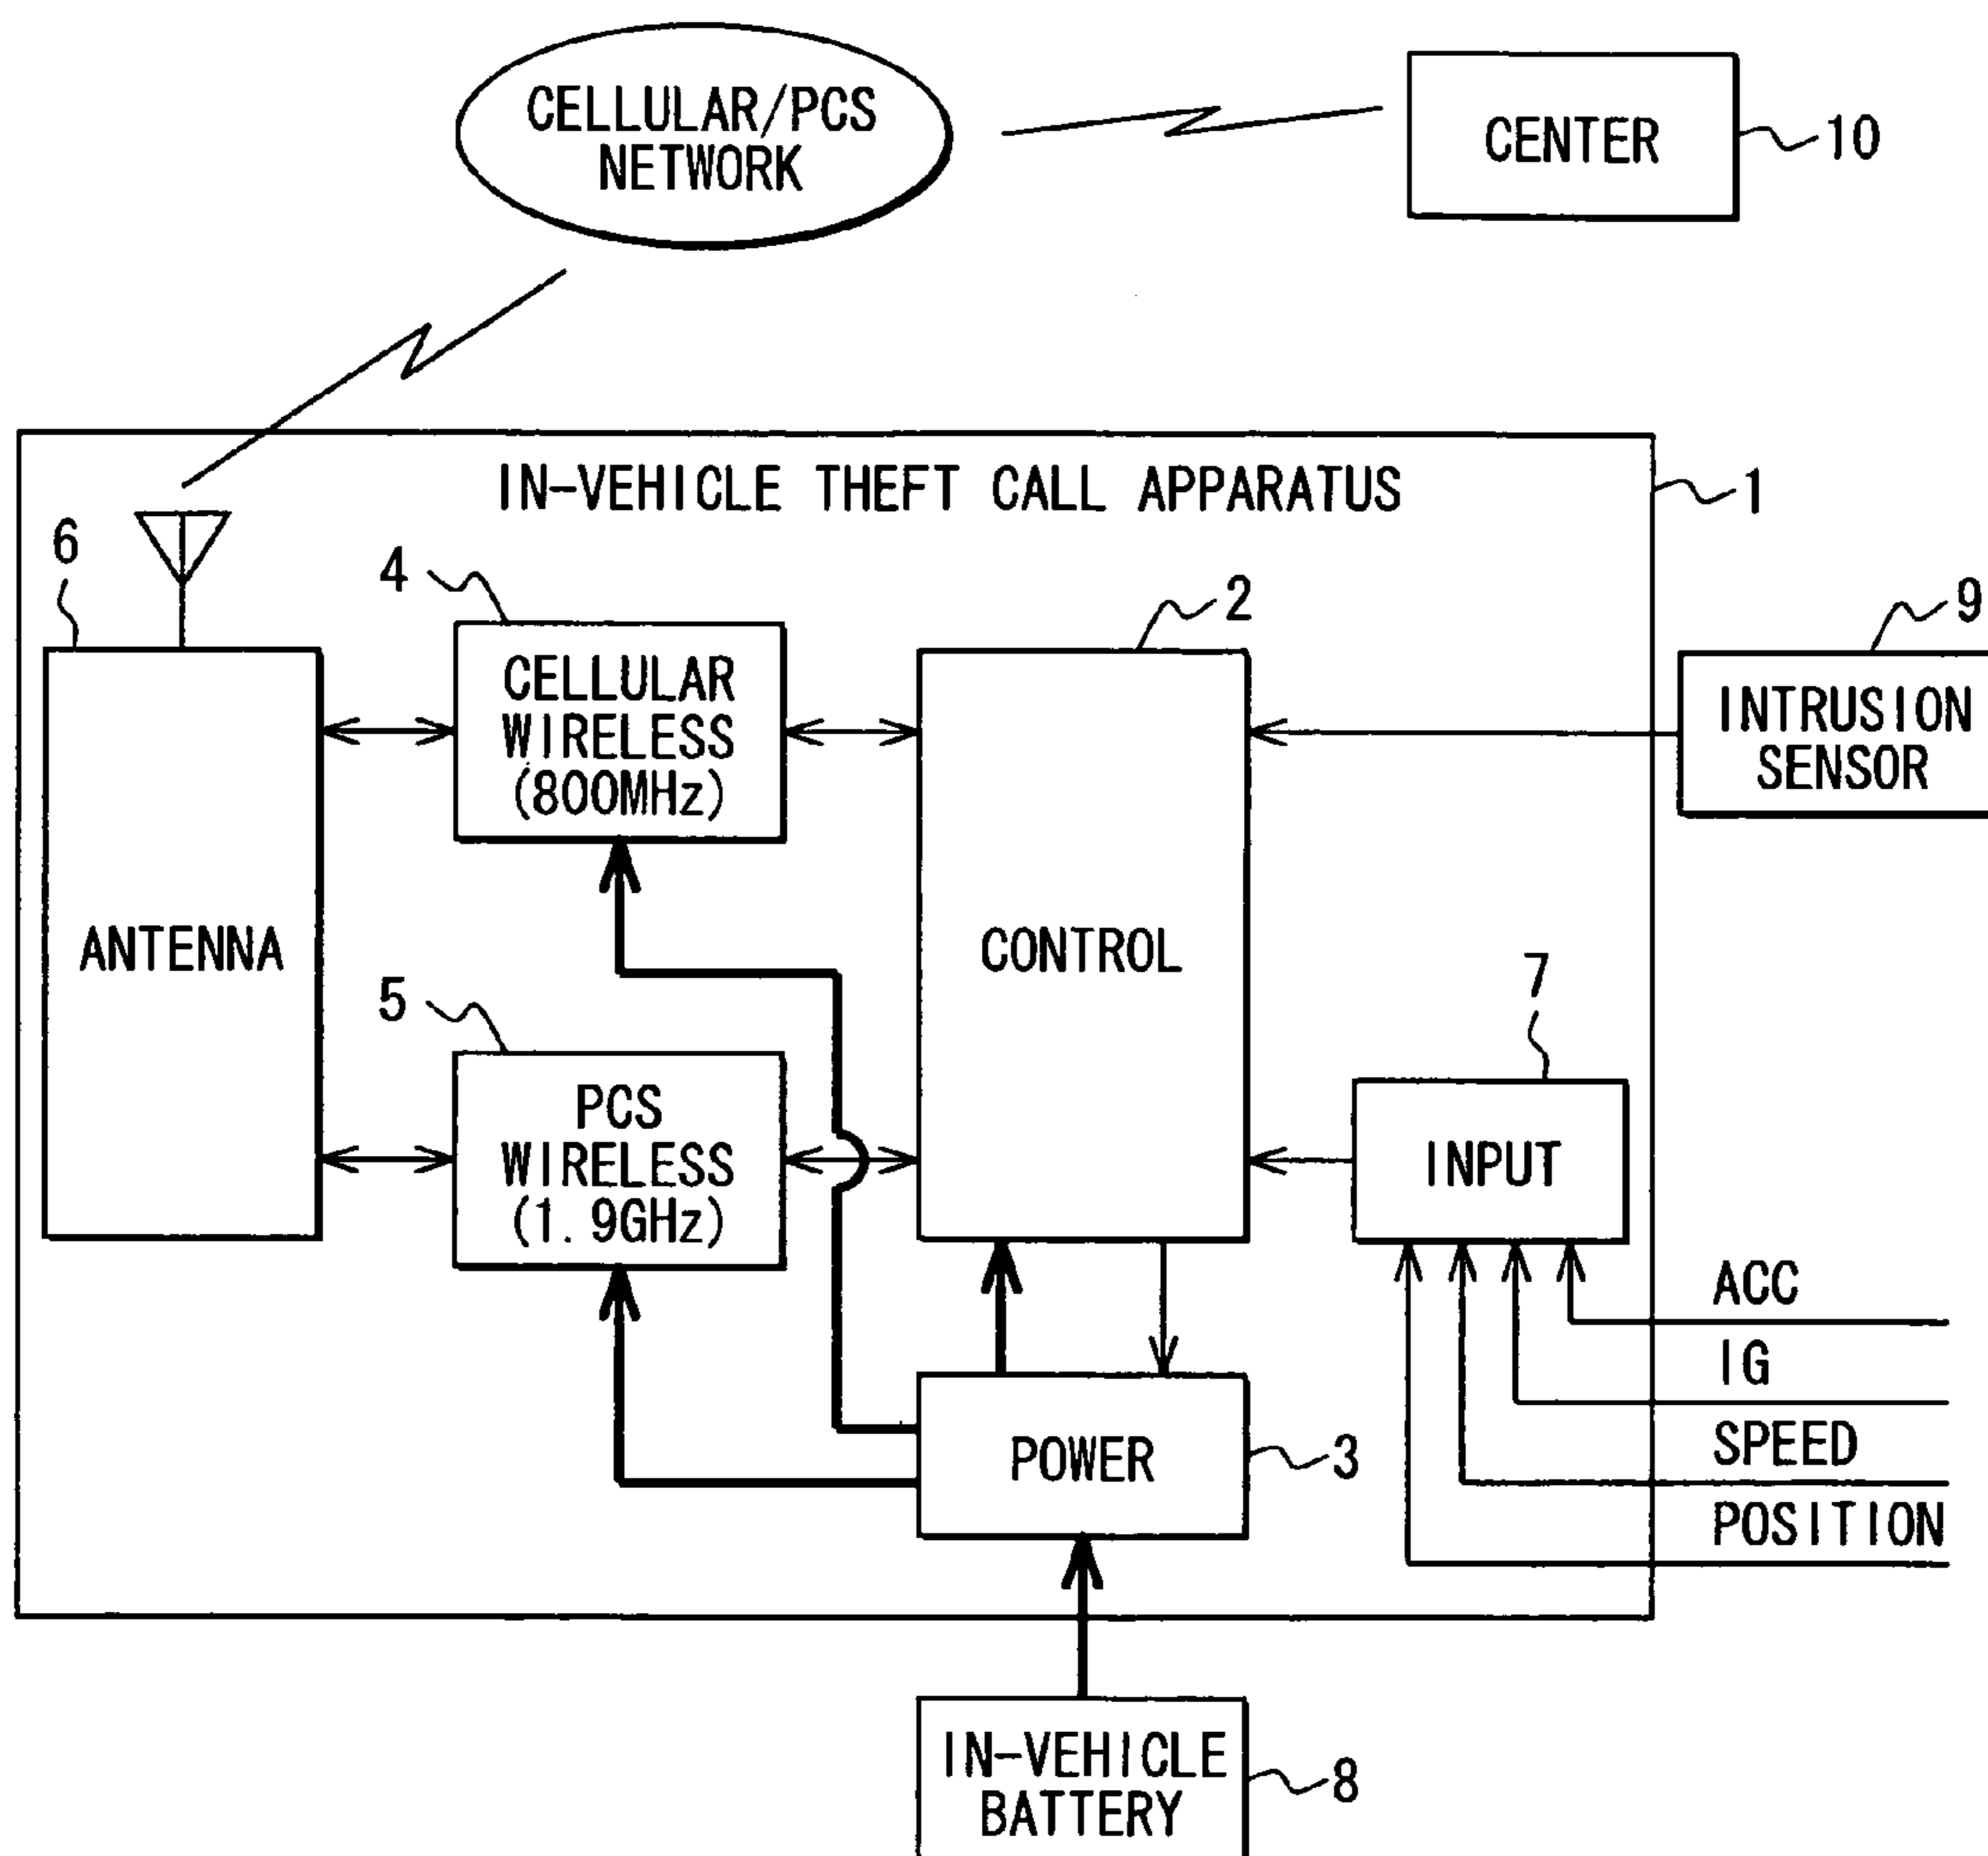 CELLULAR/PCS
NETWORK
CENTER
10
IN-VEHICLE THEFT CALL APPARATUS
1
6
4
2
9
CELLULAR
WIRELESS
(800MHz)
INTRUSION
SENSOR
ANTENNA
CONTROL
5
7
PCS
WIRELESS
(1.9GHz)
INPUT
ACC
IG
SPEED
POSITION
POWER
3
IN-VEHICLE
BATTERY
8